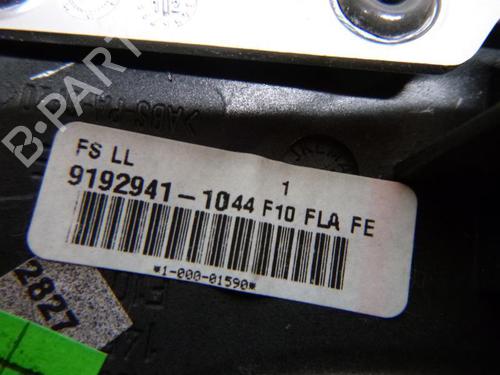 B-PARTS
FS LL
1
9192941-1044 F10 FLA FE
*1-000-01590*
2827